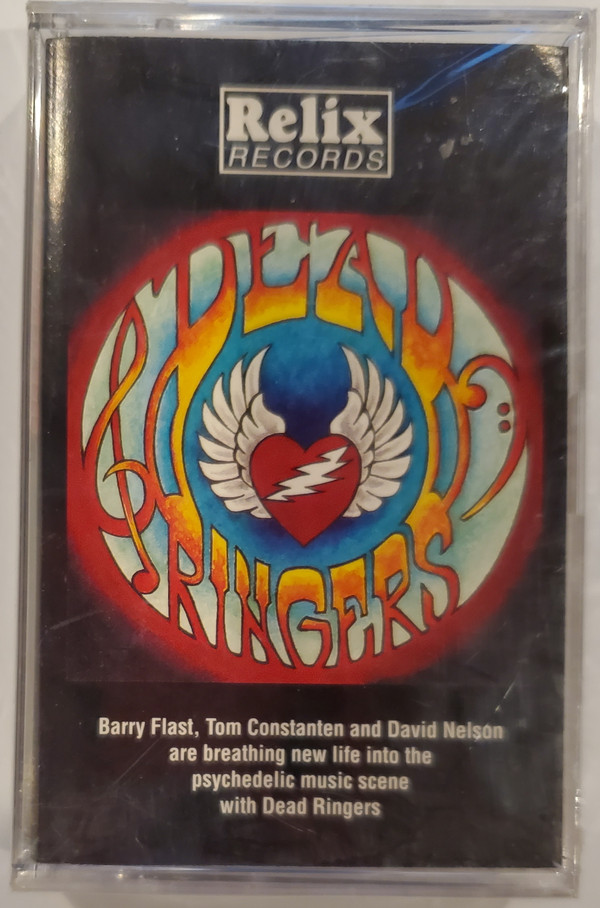 Relix
RECORDS
DEAD
RINGERS
Barry Flast, Tom Constanten and David Nelson
are breathing new life into the
psychedelic music scene
with Dead Ringers